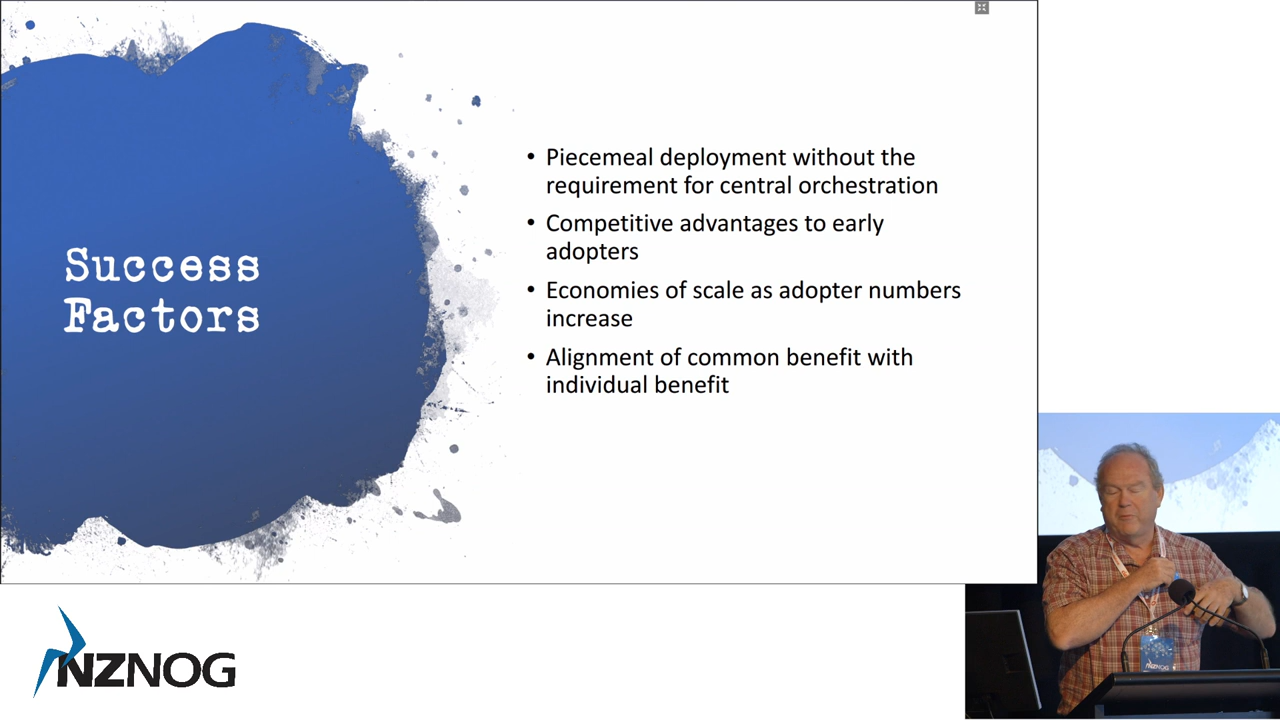 Success
Factors
• Piecemeal deployment without the
requirement for central orchestration
• Competitive advantages to early
adopters
• Economies of scale as adopter numbers
increase
• Alignment of common benefit with
individual benefit
NZNOG
NZNOG